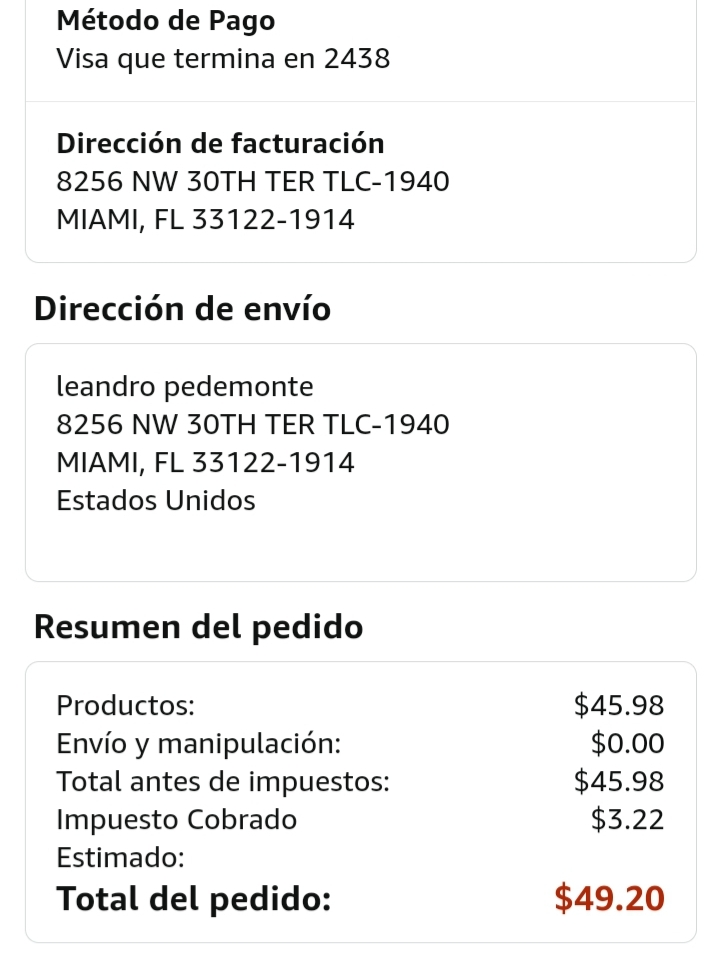 Método de Pago
Visa que termina en 2438
Dirección de facturación
8256 NW 30TH TER TLC-1940
MIAMI, FL 33122-1914
Dirección de envío
leandro pedemonte
8256 NW 30TH TER TLC-1940
MIAMI, FL 33122-1914
Estados Unidos
Resumen del pedido
Productos: $45.98
Envío y manipulación: $0.00
Total antes de impuestos: $45.98
Impuesto Cobrado $3.22
Estimado:
Total del pedido: $49.20